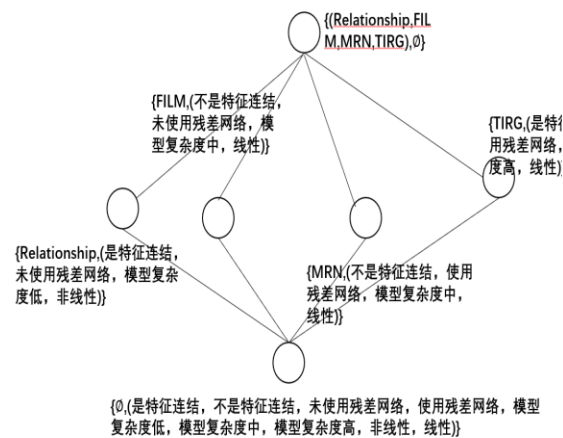 {(Relationship,FIL
M,MRN,TIRG),∅}
{FILM,(不是特征连结，
未使用残差网络，模
型复杂度中，线性)}
{TIRG,(是特征
用残差网络，
度高，线性)}
{Relationship,(是特征连结，
未使用残差网络，模型复杂
度低，非线性)}
{MRN,(不是特征连结，使用
残差网络，模型复杂度中，
线性)}
{∅,(是特征连结，不是特征连结，未使用残差网络，使用残差网络，模型
复杂度低，模型复杂度中，模型复杂度高，非线性，线性)}